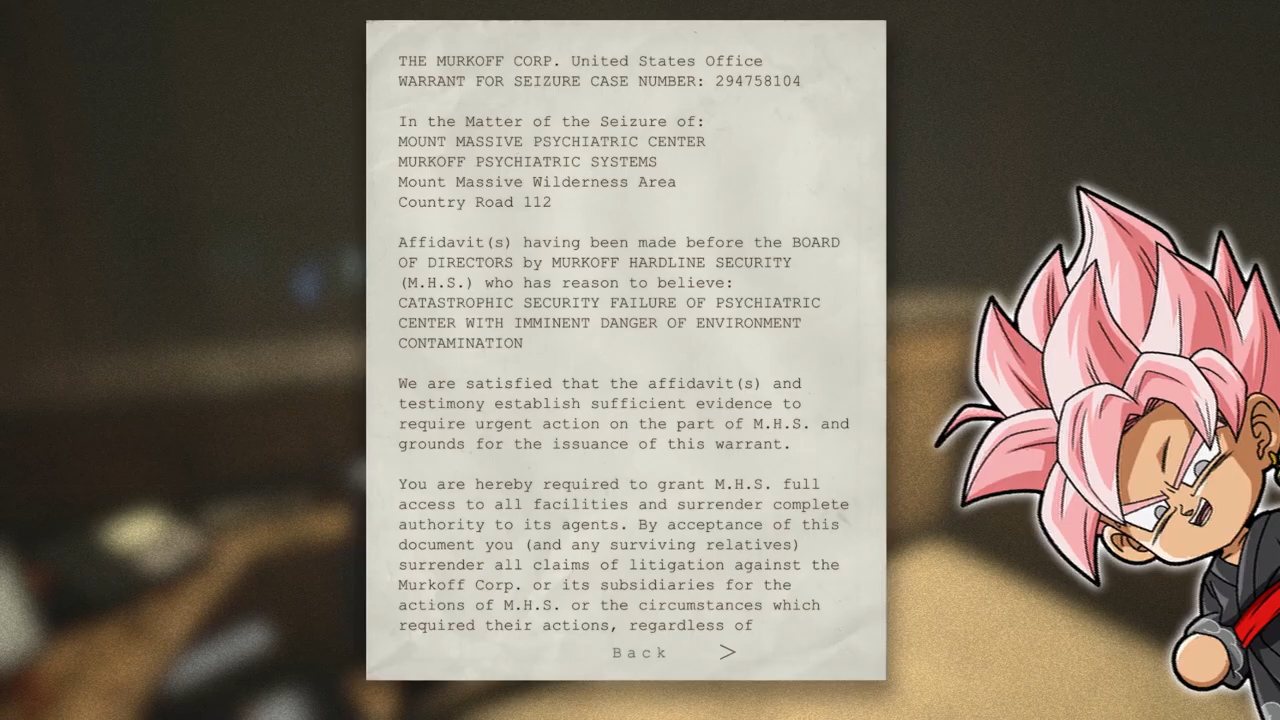 THE MURKOFF CORP. United States Office
WARRANT FOR SEIZURE CASE NUMBER: 294758104
In the Matter of the Seizure of:
MOUNT MASSIVE PSYCHIATRIC CENTER
MURKOFF PSYCHIATRIC SYSTEMS
Mount Massive Wilderness Area
Country Road 112
Affidavit(s) having been made before the BOARD
OF DIRECTORS by MURKOFF HARDLINE SECURITY
(M.H.S.) who has reason to believe:
CATASTROPHIC SECURITY FAILURE OF PSYCHIATRIC
CENTER WITH IMMINENT DANGER OF ENVIRONMENT
CONTAMINATION
We are satisfied that the affidavit(s) and
testimony establish sufficient evidence to
require urgent action on the part of M.H.S. and
grounds for the issuance of this warrant.
You are hereby required to grant M.H.S. full
access to all facilities and surrender complete
authority to its agents. By acceptance of this
document you (and any surviving relatives)
surrender all claims of litigation against the
Murkoff Corp. or its subsidiaries for the
actions of M.H.S. or the circumstances which
required their actions, regardless of
Back >